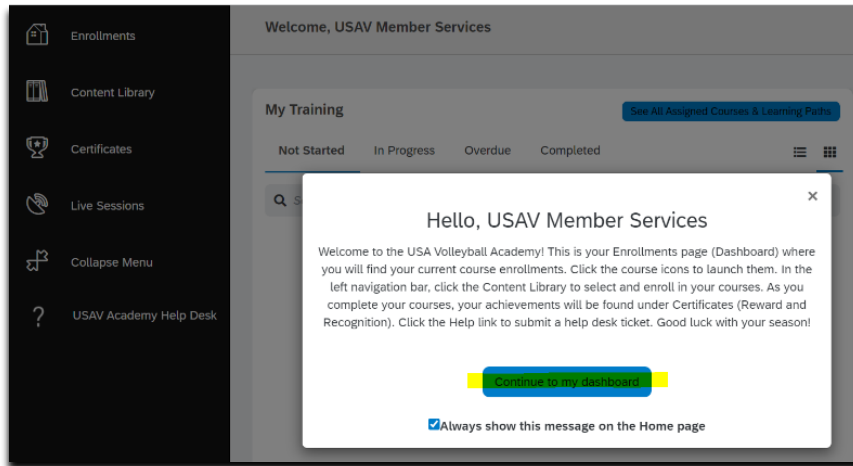 Enrollments
Content Library
Certificates
Live Sessions
Collapse Menu
? USAV Academy Help Desk
Welcome, USAV Member Services
My Training
See All Assigned Courses & Learning Paths
Not Started In Progress Overdue Completed
S
×
Hello, USAV Member Services
Welcome to the USA Volleyball Academy! This is your Enrollments page (Dashboard) where
you will find your current course enrollments. Click the course icons to launch them. In the
left navigation bar, click the Content Library to select and enroll in your courses. As you
complete your courses, your achievements will be found under Certificates (Reward and
Recognition). Click the Help link to submit a help desk ticket. Good luck with your season!
Continue to my dashboard
Always show this message on the Home page